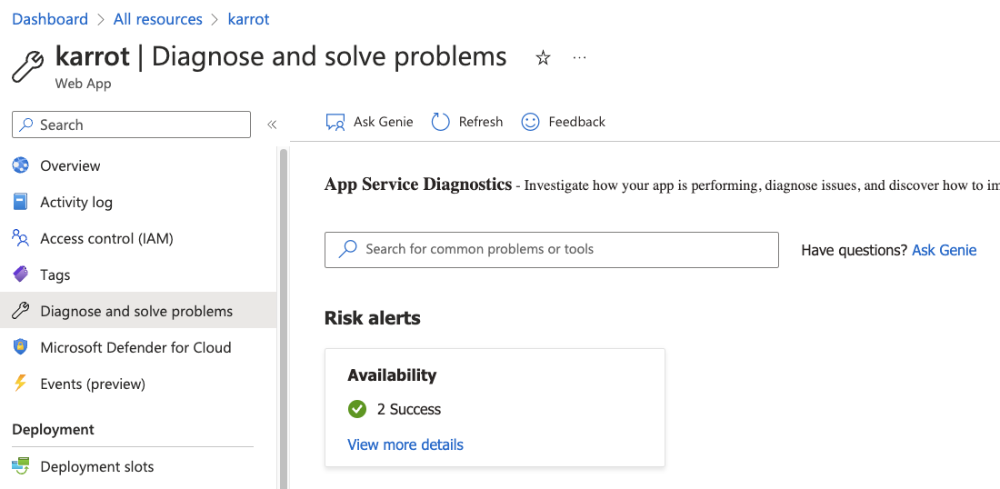 Dashboard > All resources > karrot
karrot | Diagnose and solve problems
Web App
Search
Ask Genie Refresh Feedback
Overview
Activity log
Access control (IAM)
Tags
Diagnose and solve problems
Microsoft Defender for Cloud
Events (preview)
Deployment
Deployment slots
App Service Diagnostics - Investigate how your app is performing, diagnose issues, and discover how to im
Search for common problems or tools
Have questions? Ask Genie
Risk alerts
Availability
2 Success
View more details